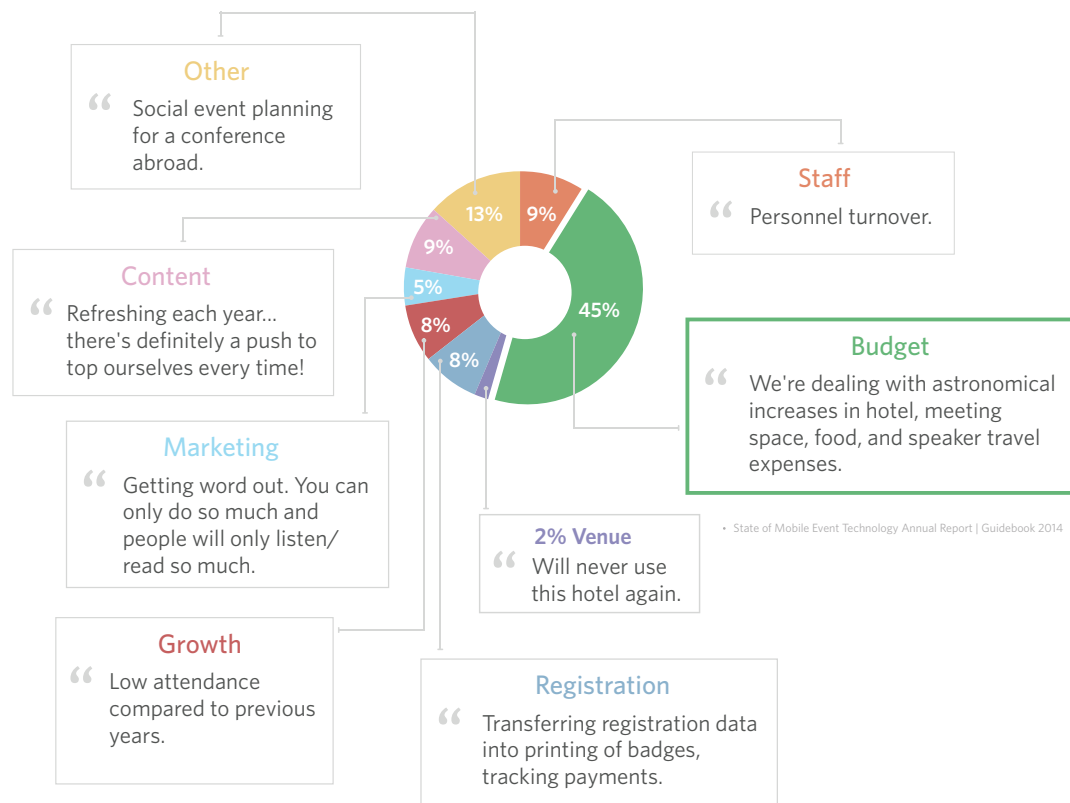 Other
“ Social event planning
for a conference
abroad.
Staff
“ Personnel turnover.
13%
9%
9%
5%
8%
8%
45%
Content
“ Refreshing each year...
there's definitely a push to
top ourselves every time!
Budget
“ We're dealing with astronomical
increases in hotel, meeting
space, food, and speaker travel
expenses.
Marketing
“ Getting word out. You can
only do so much and
people will only listen/
read so much.
2% Venue
“ Will never use
this hotel again.
• State of Mobile Event Technology Annual Report | Guidebook 2014
Growth
“ Low attendance
compared to previous
years.
Registration
“ Transferring registration data
into printing of badges,
tracking payments.